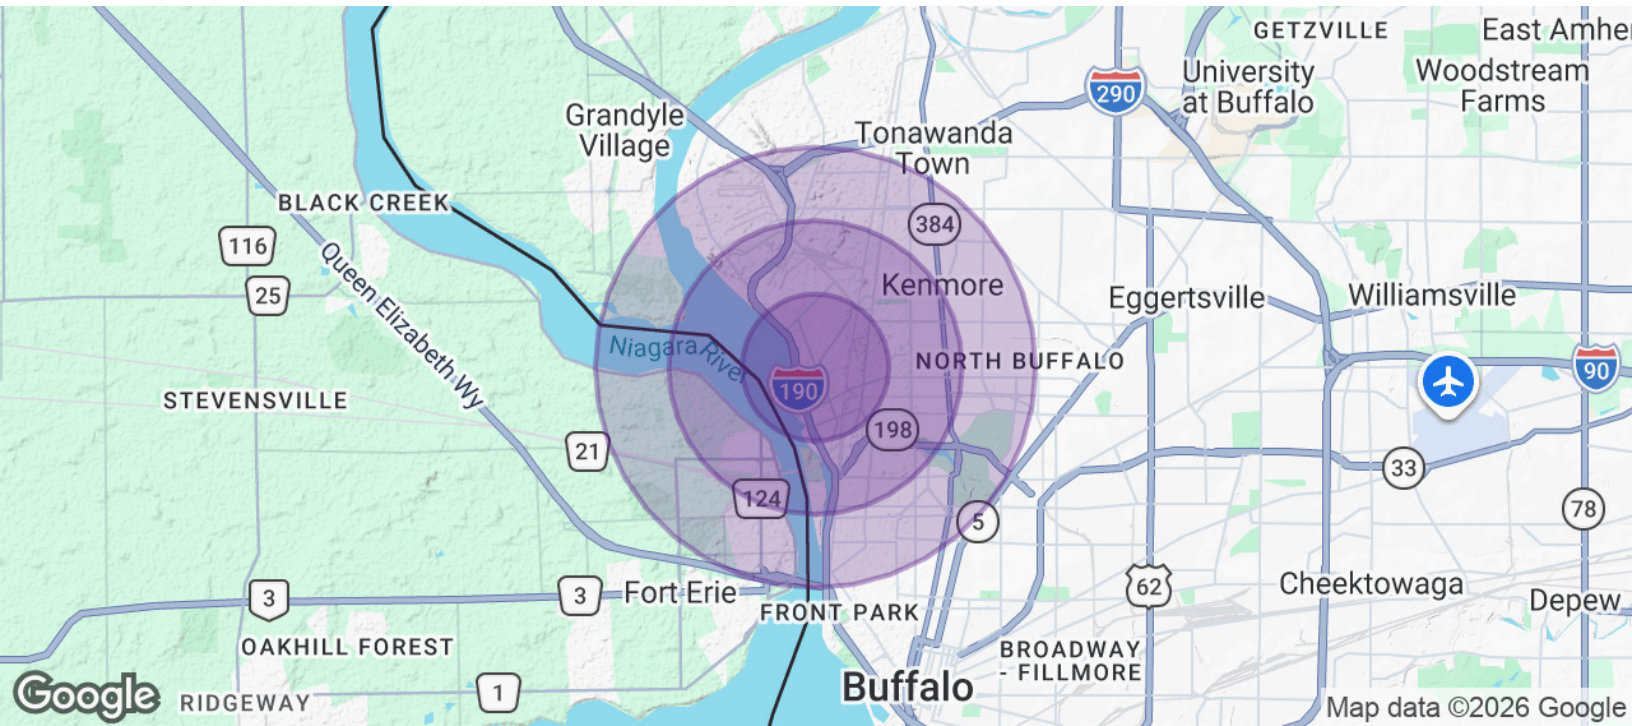 GETZVILLE
East Amher
University
at Buffalo
Woodstream
Farms
290
Grandyle
Village
Tonawanda
Town
BLACK CREEK
116
384
25
Queen Elizabeth Wy
Kenmore
Eggertsville
Williamsville
Niagara River
NORTH BUFFALO
190
90
STEVENSVILLE
198
21
33
124
5
78
62
3
3
Fort Erie
Cheektowaga
Depew
FRONT PARK
OAKHILL FOREST
BROADWAY
- FILLMORE
Buffalo
1
Google
RIDGEWAY
Map data ©2026 Google